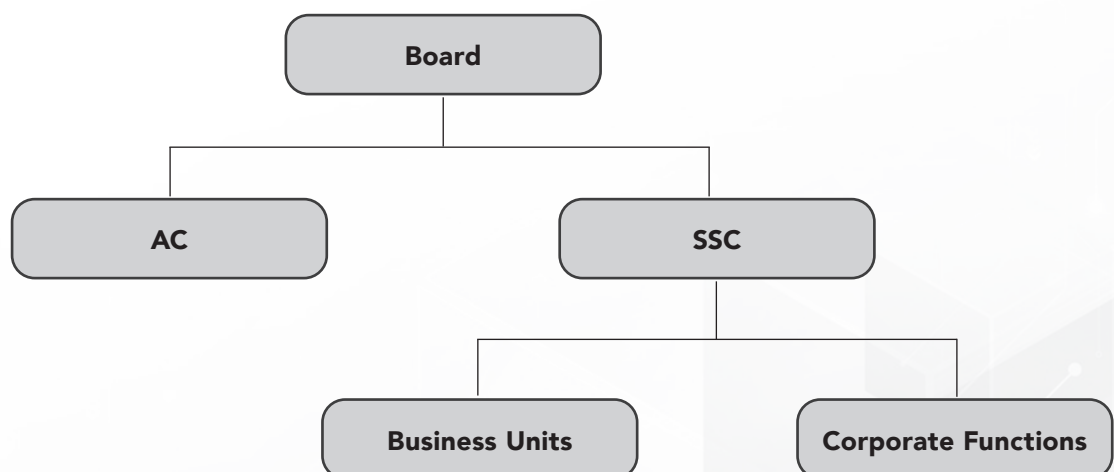 Board
AC
SSC
Business Units
Corporate Functions